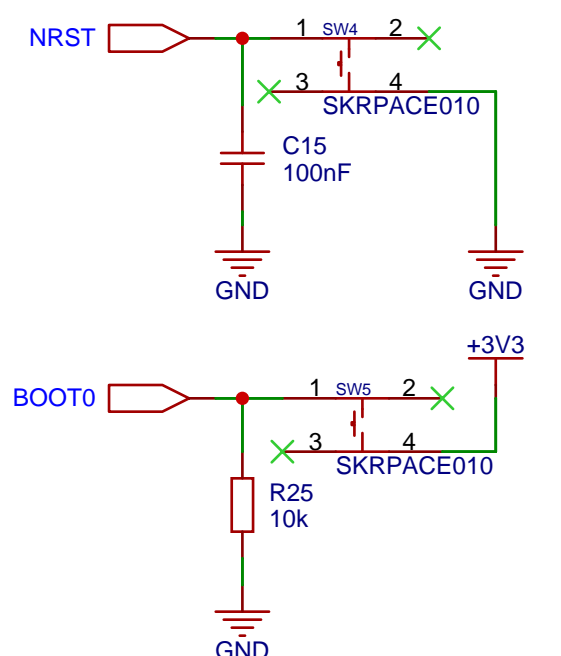 NRST
1 SW4 2
3 4
SKRPACE010
C15
100nF
GND
GND
+3V3
BOOT0
1 SW5 2
3 4
SKRPACE010
R25
10k
GND